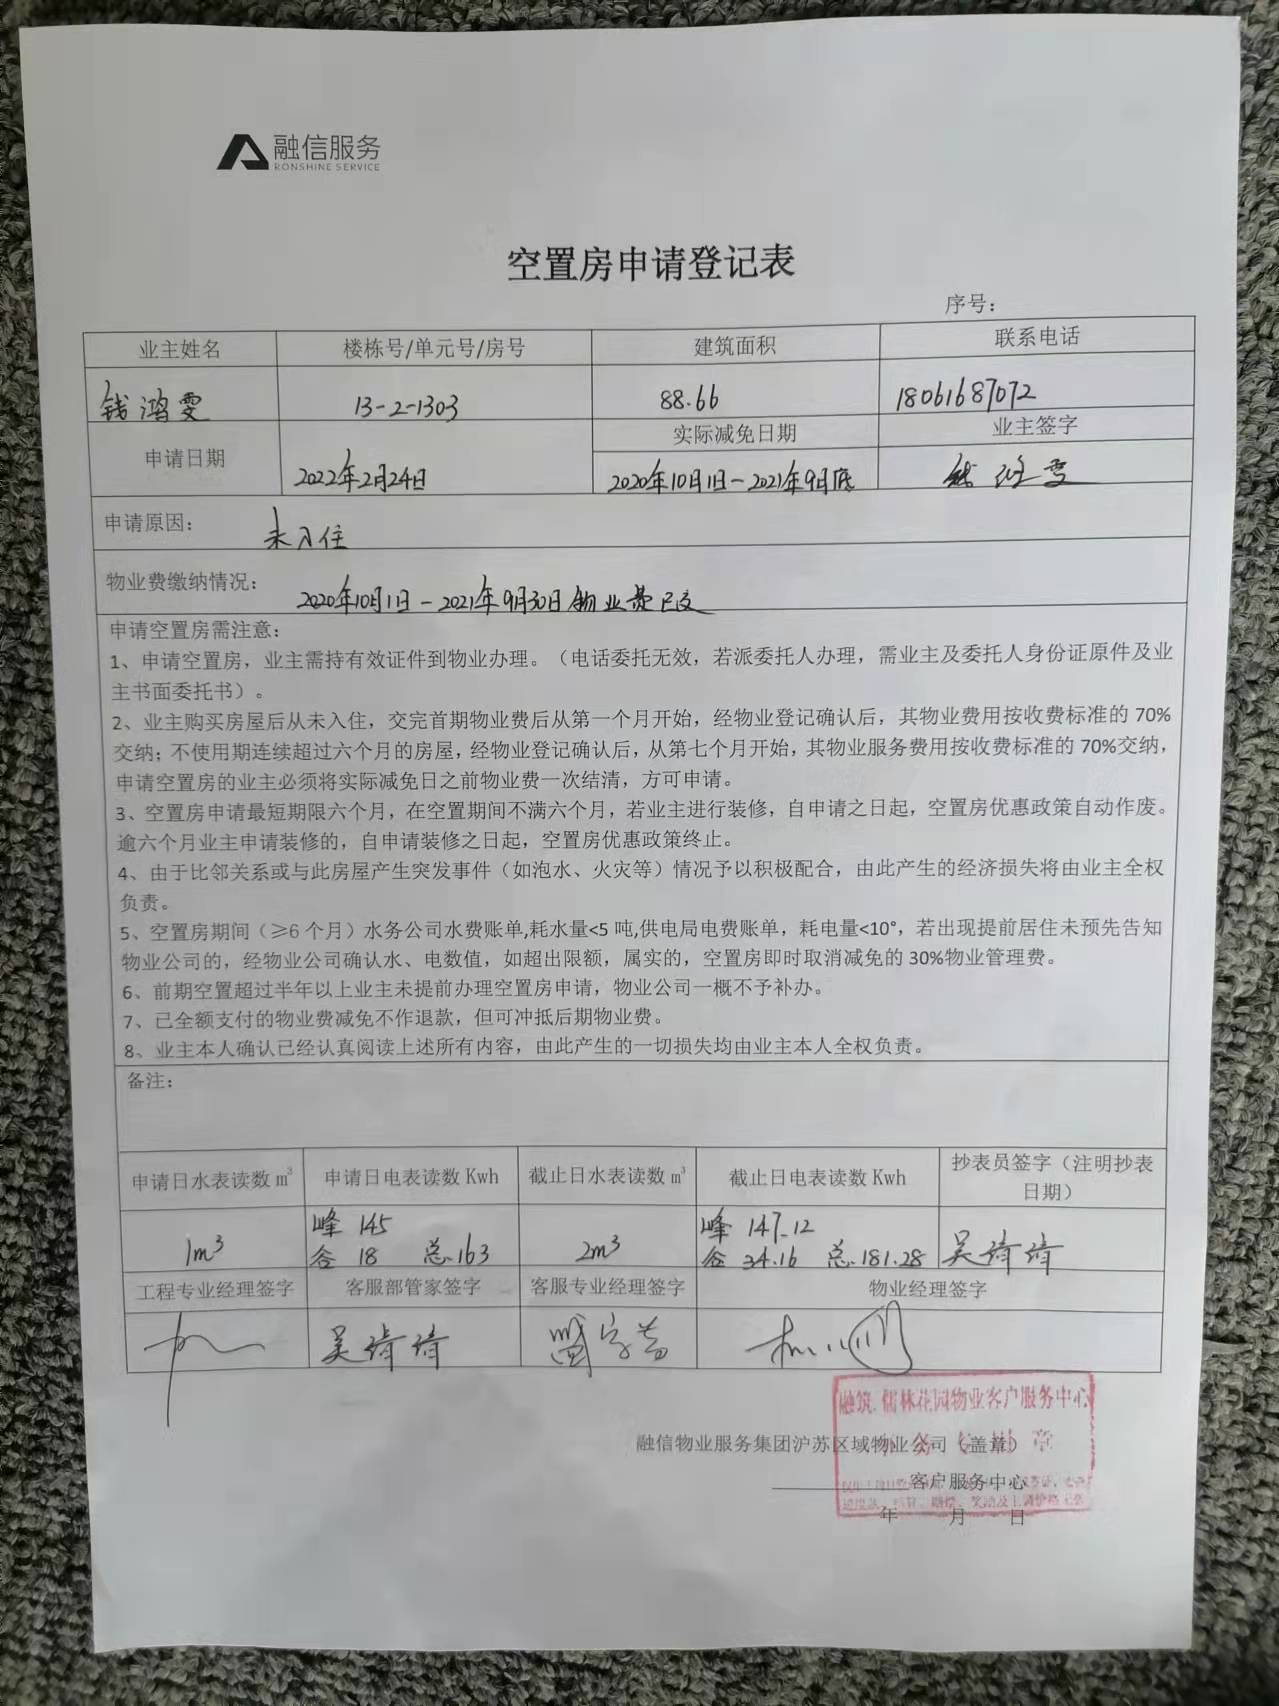 融信服务
RONSHINE SERVICE
空置房申请登记表
序号：
业主姓名 楼栋号/单元号/房号 建筑面积 联系电话
钱鸿雯 13-2-1303 88.66 18061687072
申请日期 2022年2月24日 实际减免日期 业主签字
2020年10月1日-2021年9月底 钱鸿雯
申请原因： 未入住
物业费缴纳情况： 2020年10月1日-2021年9月30日物业费已交
申请空置房需注意：
1、申请空置房，业主需持有效证件到物业办理。（电话委托无效，若派委托人办理，需业主及委托人身份证原件及业
主书面委托书）。
2、业主购买房屋后从未入住，交完首期物业费后从第一个月开始，经物业登记确认后，其物业费用按收费标准的 70%
交纳；不使用期连续超过六个月的房屋，经物业登记确认后，从第七个月开始，其物业服务费用按收费标准的 70%交纳，
申请空置房的业主必须将实际减免日之前物业费一次结清，方可申请。
3、空置房申请最短期限六个月，在空置期间不满六个月，若业主进行装修，自申请之日起，空置房优惠政策自动作废。
逾六个月业主申请装修的，自申请装修之日起，空置房优惠政策终止。
4、由于比邻关系或与此房屋产生突发事件（如泡水、火灾等）情况予以积极配合，由此产生的经济损失将由业主全权
负责。
5、空置房期间（≥6 个月）水务公司水费账单,耗水量<5 吨,供电局电费账单，耗电量<10°，若出现提前居住未预先告知
物业公司的，经物业公司确认水、电数值，如超出限额，属实的，空置房即时取消减免的 30%物业管理费。
6、前期空置超过半年以上业主未提前办理空置房申请，物业公司一概不予补办。
7、已全额支付的物业费减免不作退款，但可冲抵后期物业费。
8、业主本人确认已经认真阅读上述所有内容，由此产生的一切损失均由业主本人全权负责。
备注：
申请日水表读数 m³ 申请日电表读数 Kwh 截止日水表读数 m³ 截止日电表读数 Kwh 抄表员签字（注明抄表
日期）
峰 145 峰 147.12
1m³ 谷 18 总.163 2m³ 谷 34.16 总.181.28 吴琦琦
工程专业经理签字 客服部管家签字 客服专业经理签字 物业经理签字
吴琦琦
融筑.儒林花园物业客户服务中心
融信物业服务集团沪苏区域物业公司（盖章）
章
客户服务中心
年 月 日